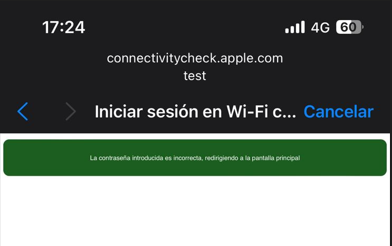 17:24
4G
60
connectivitycheck.apple.com
test
Iniciar sesión en Wi-Fi c...
Cancelar
La contraseña introducida es incorrecta, redirigiendo a la pantalla principal